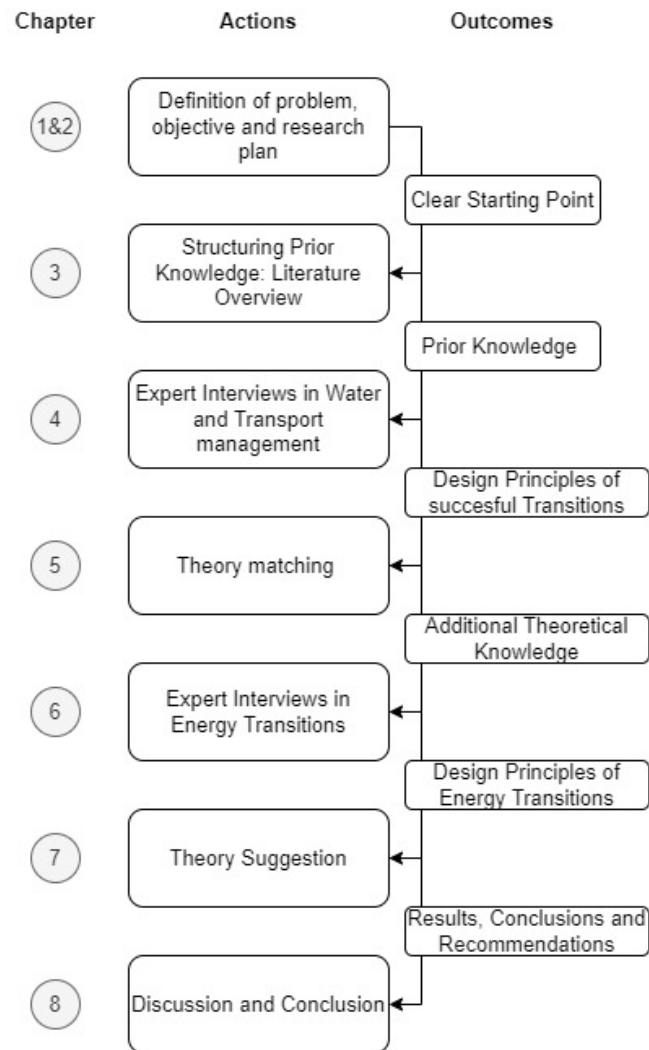 Chapter Actions Outcomes
1&2
Definition of problem,
objective and research
plan
Clear Starting Point
3
Structuring Prior
Knowledge: Literature
Overview
Prior Knowledge
4
Expert Interviews in Water
and Transport
management
Design Principles of
succesful Transitions
5
Theory matching
Additional Theoretical
Knowledge
6
Expert Interviews in
Energy Transitions
Design Principles of
Energy Transitions
7
Theory Suggestion
Results, Conclusions and
Recommendations
8
Discussion and Conclusion